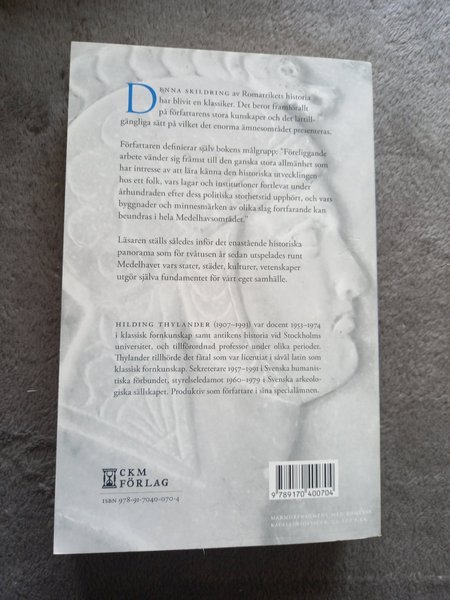 DENNA SKILDRING av Romarrikets historia
har blivit en klassiker. Det beror framförallt
på författarens stora kunskaper och det lättill-
gängliga sätt på vilket det enorma ämnesområdet presenteras.
Författaren definierar själv bokens målgrupp: "Föreliggande
arbete vänder sig främst till den ganska stora allmänhet som
har intresse av att lära känna den historiska utvecklingen
hos ett folk, vars lagar och institutioner fortlevat under
århundraden efter dess politiska storhetstid upphört, och vars
byggnader och minnesmärken av olika slag fortfarande kan
beundras i hela Medelhavsområdet."
Läsaren ställs således inför det enastående historiska
panorama som för tvåtusen år sedan utspelades runt
Medelhavet vars stater, städer, kulturer, vetenskaper
utgör själva fundamentet för vårt eget samhälle.
HILDING THYLANDER (1907–1993) var docent 1953–1974
i klassisk fornkunskap samt antikens historia vid Stockholms
universitet, och tillförordnad professor under olika perioder.
Thylander tillhörde det fåtal som var licentiat i såväl latin som
klassisk fornkunskap. Sekreterare 1957–1991 i Svenska humanis-
tiska förbundet, styrelseledamot 1960–1979 i Svenska arkeolo-
giska sällskapet. Produktiv som författare i sina specialämnen.
CKM
FÖRLAG
ISBN 978-91-7040-070-4
9 789170 400704